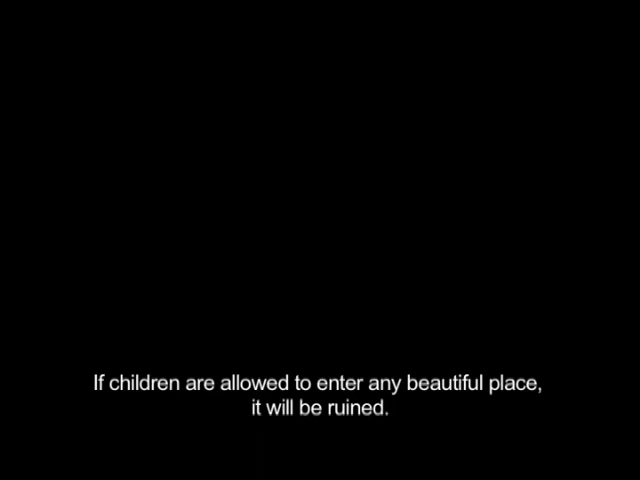 If children are allowed to enter any beautiful place,
it will be ruined.